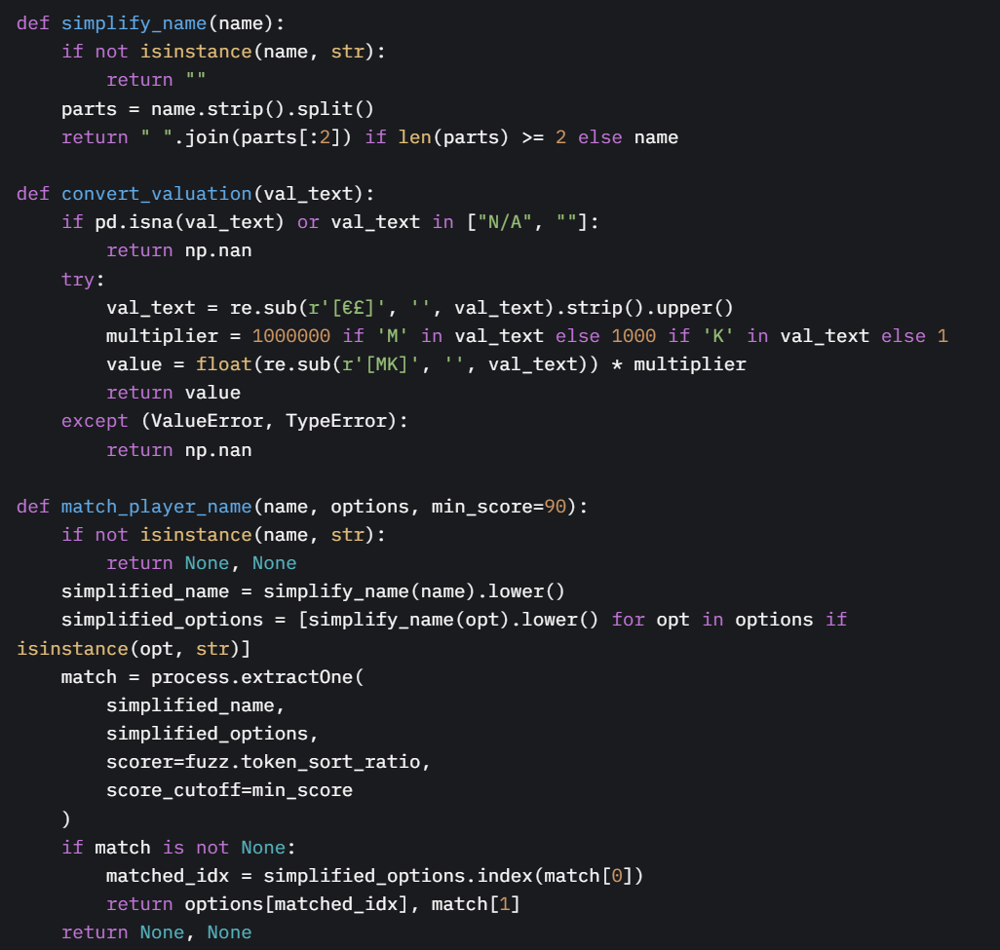 def simplify_name(name):
    if not isinstance(name, str):
        return ""
    parts = name.strip().split()
    return " ".join(parts[:2]) if len(parts) >= 2 else name

def convert_valuation(val_text):
    if pd.isna(val_text) or val_text in ["N/A", ""]:
        return np.nan
    try:
        val_text = re.sub(r'[€£]', '', val_text).strip().upper()
        multiplier = 1000000 if 'M' in val_text else 1000 if 'K' in val_text else 1
        value = float(re.sub(r'[MK]', '', val_text)) * multiplier
        return value
    except (ValueError, TypeError):
        return np.nan

def match_player_name(name, options, min_score=90):
    if not isinstance(name, str):
        return None, None
    simplified_name = simplify_name(name).lower()
    simplified_options = [simplify_name(opt).lower() for opt in options if
isinstance(opt, str)]
    match = process.extractOne(
        simplified_name,
        simplified_options,
        scorer=fuzz.token_sort_ratio,
        score_cutoff=min_score
    )
    if match is not None:
        matched_idx = simplified_options.index(match[0])
        return options[matched_idx], match[1]
    return None, None